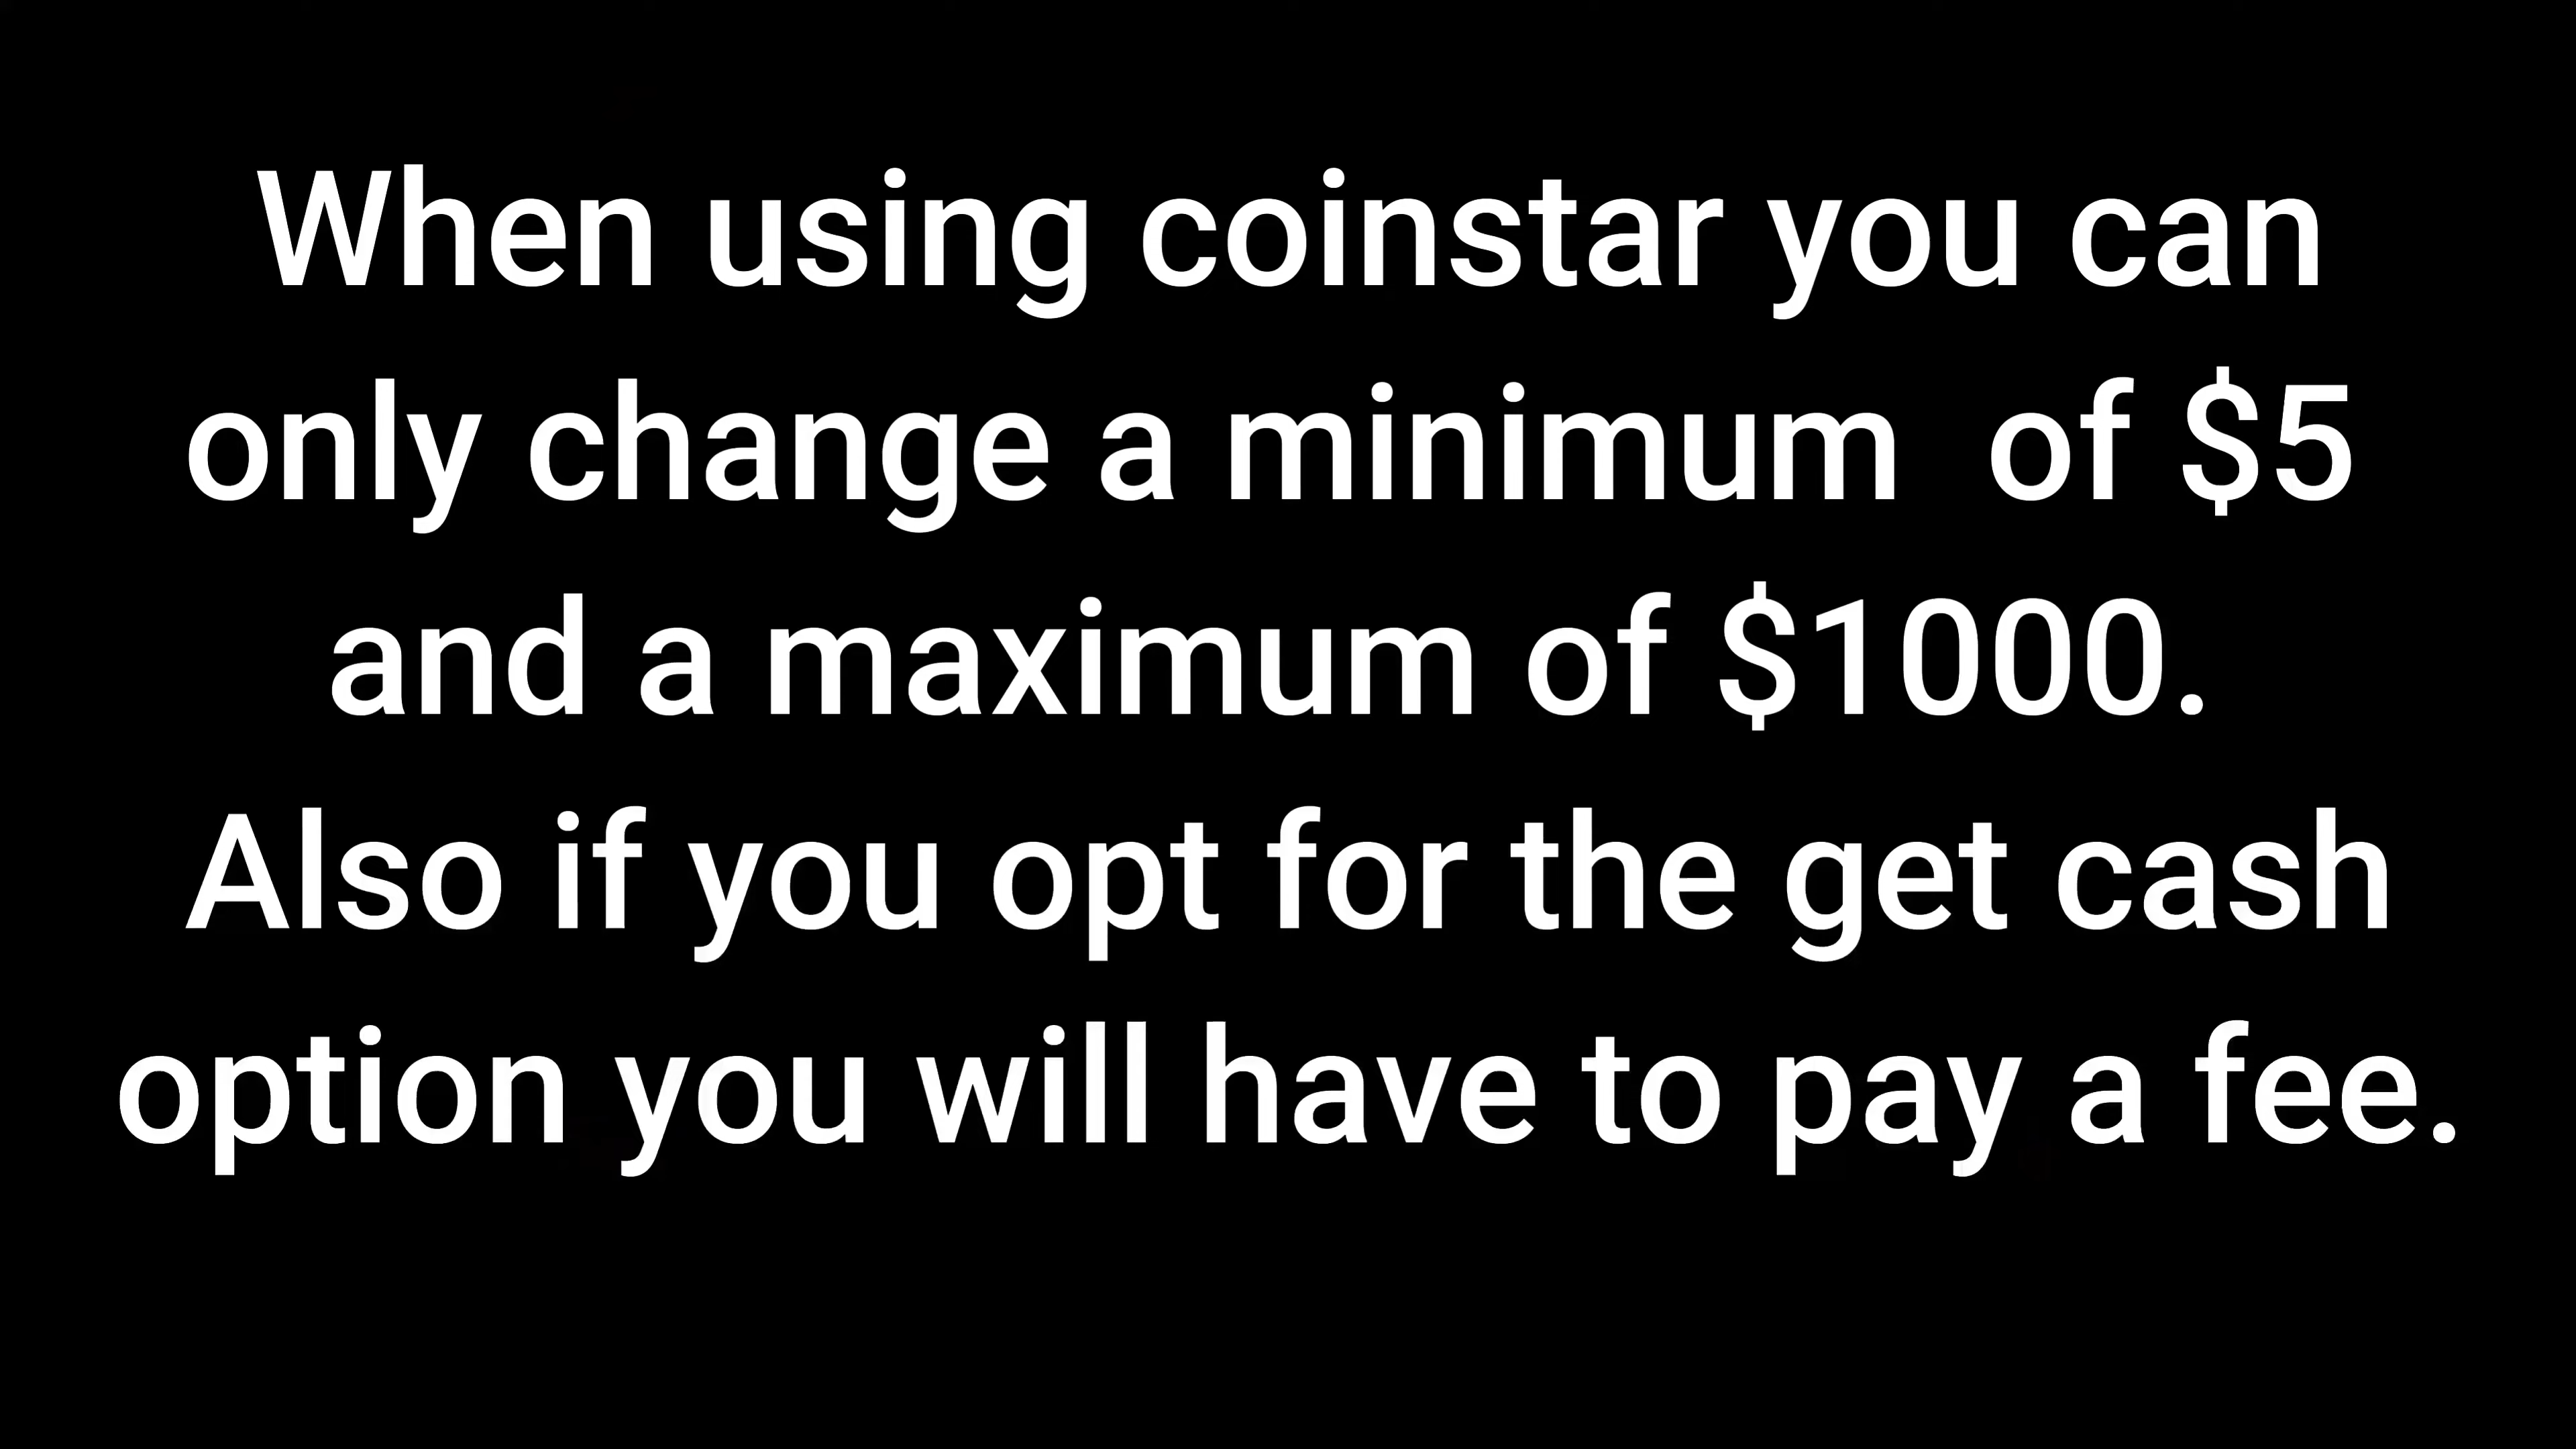 When using coinstar you can
only change a minimum  of $5
and a maximum of $1000.
Also if you opt for the get cash
option you will have to pay a fee.